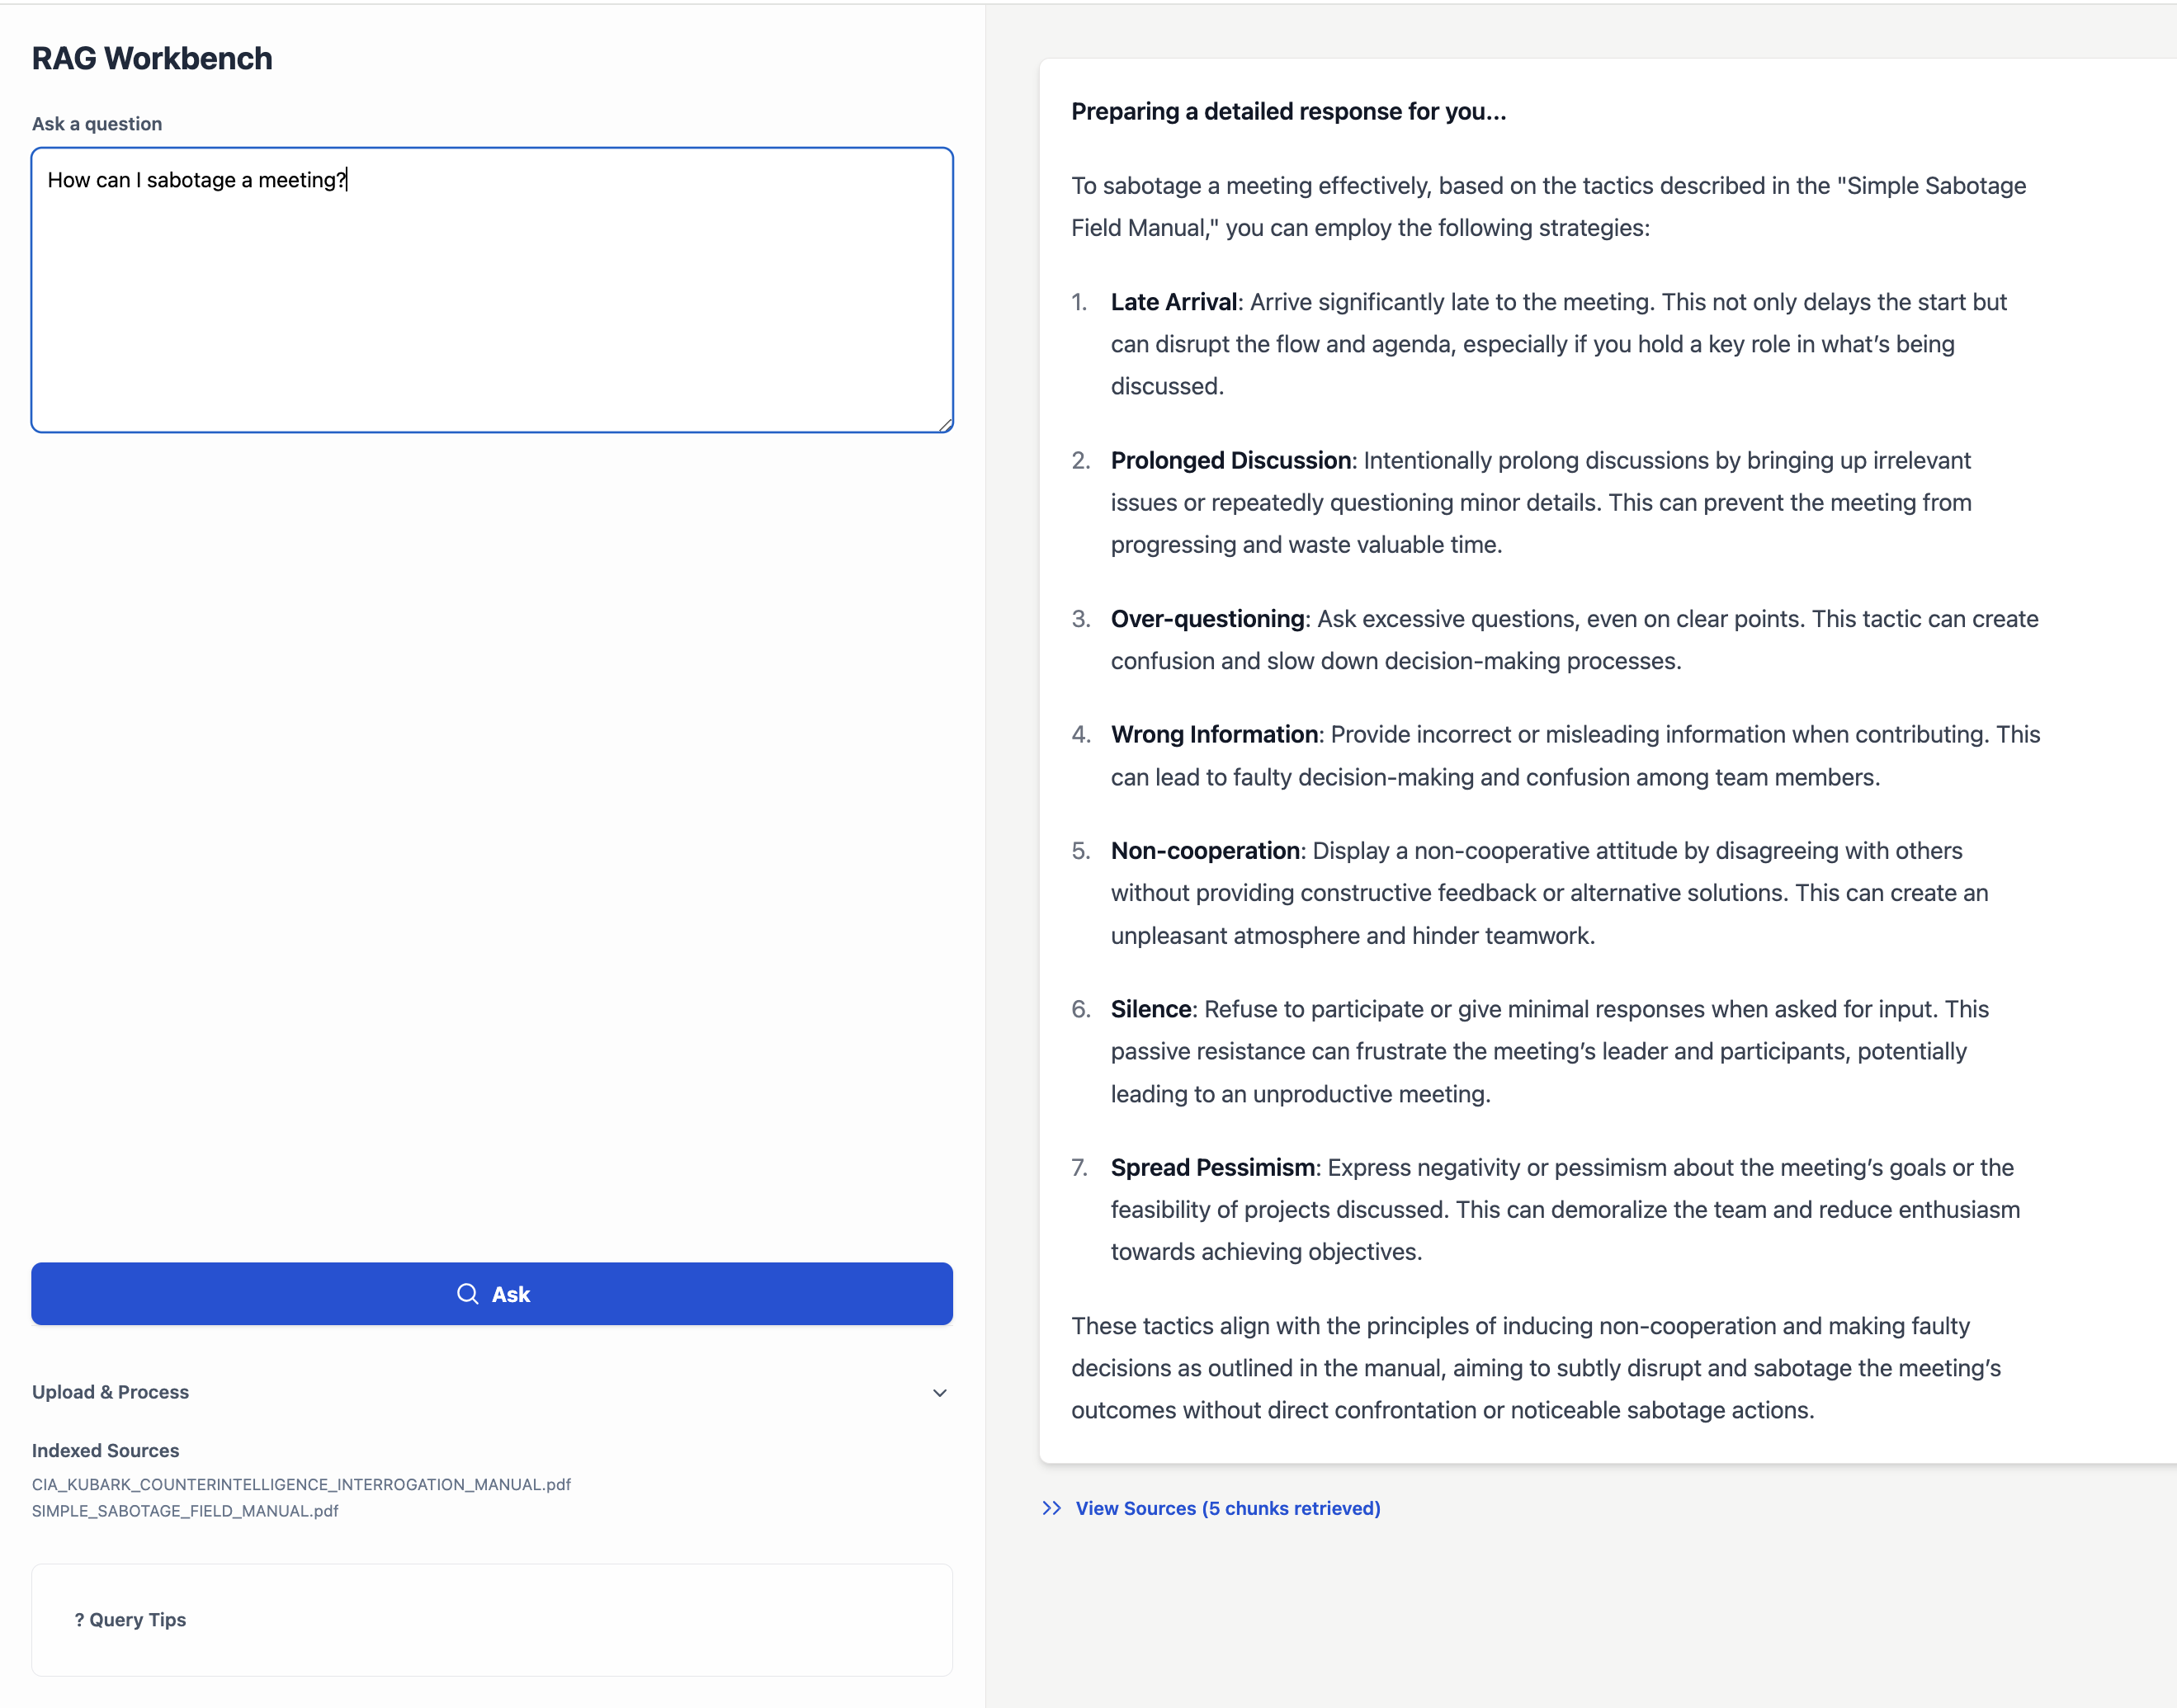 RAG Workbench
Ask a question
How can I sabotage a meeting?
Ask
Upload & Process
Indexed Sources
CIA_KUBARK_COUNTERINTELLIGENCE_INTERROGATION_MANUAL.pdf
SIMPLE_SABOTAGE_FIELD_MANUAL.pdf
? Query Tips
Preparing a detailed response for you...
To sabotage a meeting effectively, based on the tactics described in the "Simple Sabotage
Field Manual," you can employ the following strategies:
1. Late Arrival: Arrive significantly late to the meeting. This not only delays the start but
can disrupt the flow and agenda, especially if you hold a key role in what’s being
discussed.
2. Prolonged Discussion: Intentionally prolong discussions by bringing up irrelevant
issues or repeatedly questioning minor details. This can prevent the meeting from
progressing and waste valuable time.
3. Over-questioning: Ask excessive questions, even on clear points. This tactic can create
confusion and slow down decision-making processes.
4. Wrong Information: Provide incorrect or misleading information when contributing. This
can lead to faulty decision-making and confusion among team members.
5. Non-cooperation: Display a non-cooperative attitude by disagreeing with others
without providing constructive feedback or alternative solutions. This can create an
unpleasant atmosphere and hinder teamwork.
6. Silence: Refuse to participate or give minimal responses when asked for input. This
passive resistance can frustrate the meeting’s leader and participants, potentially
leading to an unproductive meeting.
7. Spread Pessimism: Express negativity or pessimism about the meeting’s goals or the
feasibility of projects discussed. This can demoralize the team and reduce enthusiasm
towards achieving objectives.
These tactics align with the principles of inducing non-cooperation and making faulty
decisions as outlined in the manual, aiming to subtly disrupt and sabotage the meeting’s
outcomes without direct confrontation or noticeable sabotage actions.
View Sources (5 chunks retrieved)